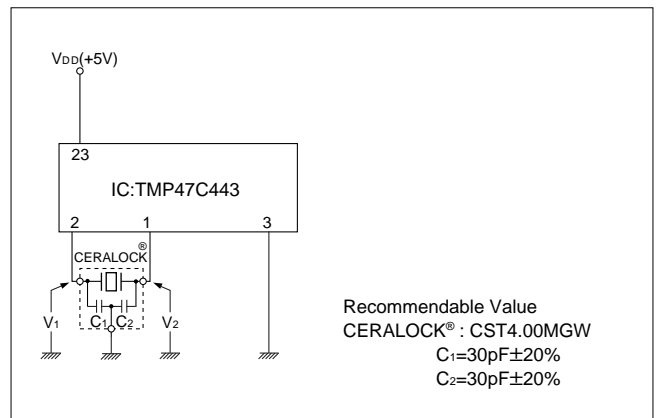 VDD(+5V)
23
IC:TMP47C443
2 1 3
CERALOCK®
V1 C1 C2 V2
Recommendable Value
CERALOCK® : CST4.00MGW
C1=30pF±20%
C2=30pF±20%